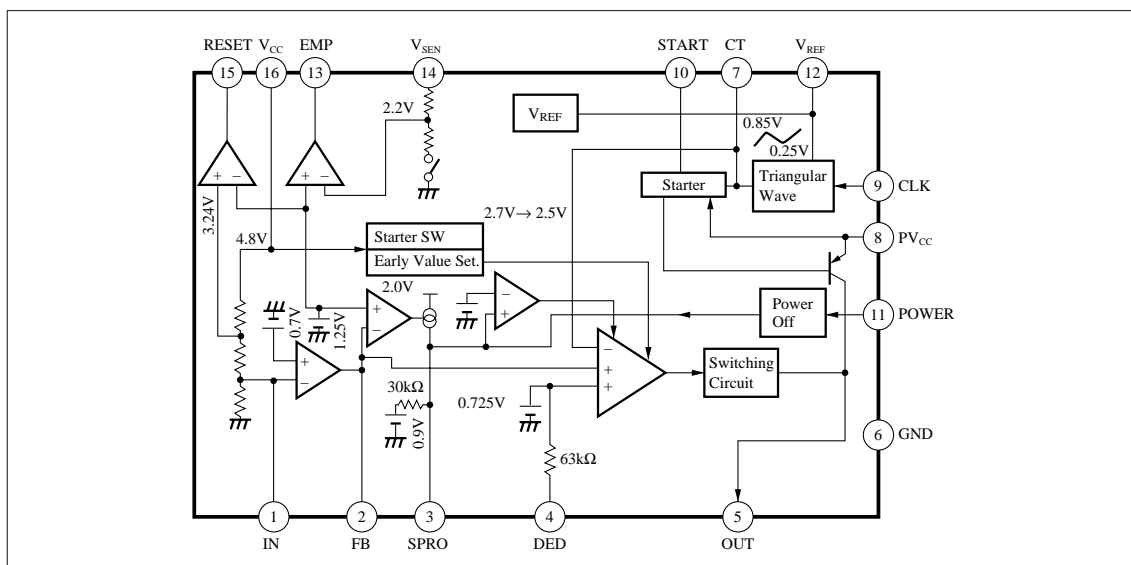 RESET VCC EMP VSEN START CT VREF
15 16 13 14 10 7 12
2.2V
VREF
0.85V
0.25V
+ − + −
Starter
Triangular
Wave
9 CLK
3.24V
2.7V→2.5V
4.8V
Starter SW
Early Value Set.
8 PVCC
2.0V
0.7V
1.25V
+
−
−
+
Power
Off
11 POWER
+
−
−
+
+
Switching
Circuit
30kΩ
0.9V
0.725V
6 GND
63kΩ
1 2 3 4 5
IN FB SPRO DED OUT